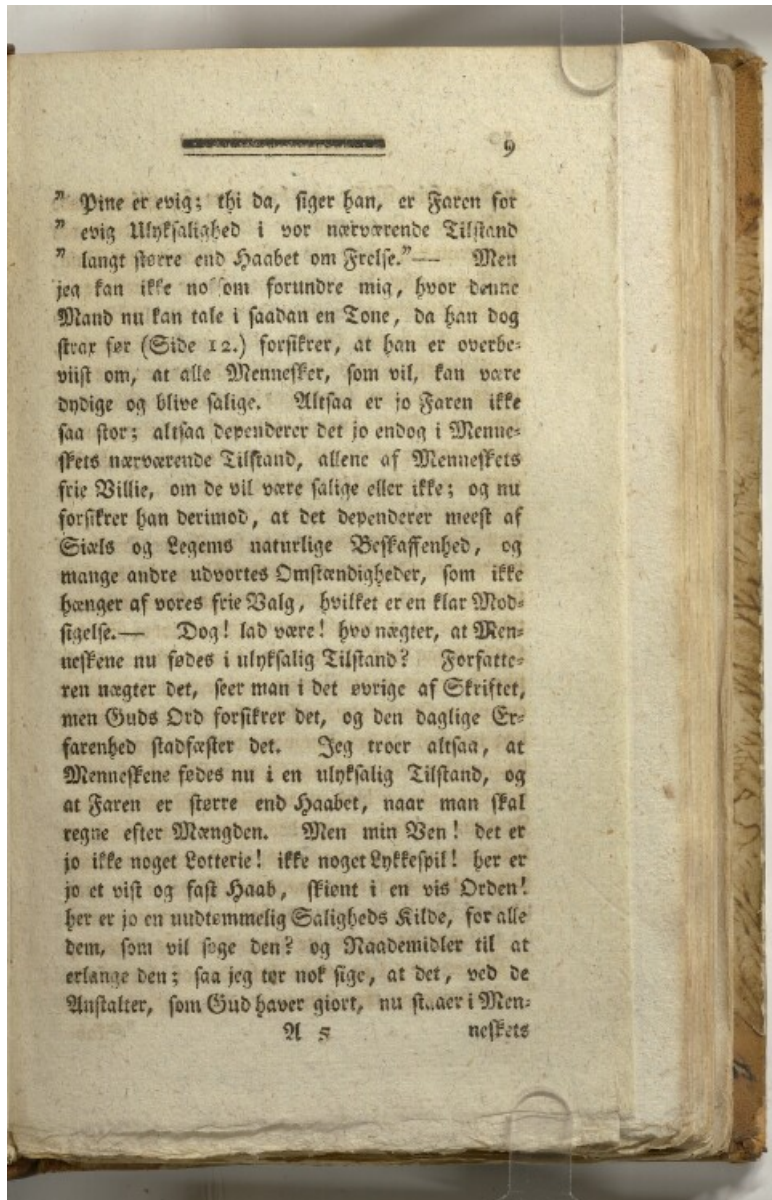 9
” Pine er evig; thi da, siger han, er Faren for
” evig Ulyksalighed i vor nærværende Tilstand
” langt større end Haabet om Frelse.”— Men
jeg kan ikke nosom forundre mig, hvor denne
Mand nu kan tale i saadan en Tone, da han dog
strax før (Side 12.) forsikrer, at han er overbe-
viist om, at alle Mennesker, som vil, kan være
dydige og blive salige. Altsaa er jo Faren ikke
saa stor; altsaa dependerer det jo endog i Menne-
skets nærværende Tilstand, allene af Menneskets
frie Villie, om de vil være salige eller ikke; og nu
forsikrer han derimod, at det dependerer meest af
Siæls og Legems naturlige Beskaffenhed, og
mange andre udvortes Omstændigheder, som ikke
hænger af vores frie Valg, hvilket er en klar Mod-
sigelse.— Dog! lad være! hvo nægter, at Men-
neskene nu fødes i ulyksalig Tilstand? Forfatte-
ren nægter det, seer man i det øvrige af Skriftet,
men Guds Ord forsikrer det, og den daglige Er-
farenhed stadfæster det. Jeg troer altsaa, at
Menneskene fødes nu i en ulyksalig Tilstand, og
at Faren er større end Haabet, naar man skal
regne efter Mængden. Men min Ven! det er
jo ikke noget Lotterie! ikke noget Lykkespil! her er
jo et vist og fast Haab, skiønt i en vis Orden!
her er jo en uudtømmelig Saligheds Kilde, for alle
dem, som vil søge den? og Naademidler til at
erlange den; saa jeg tør nok sige, at det, ved de
Anstalter, som Gud haver giort, nu staaer i Men-
A 5 neskets